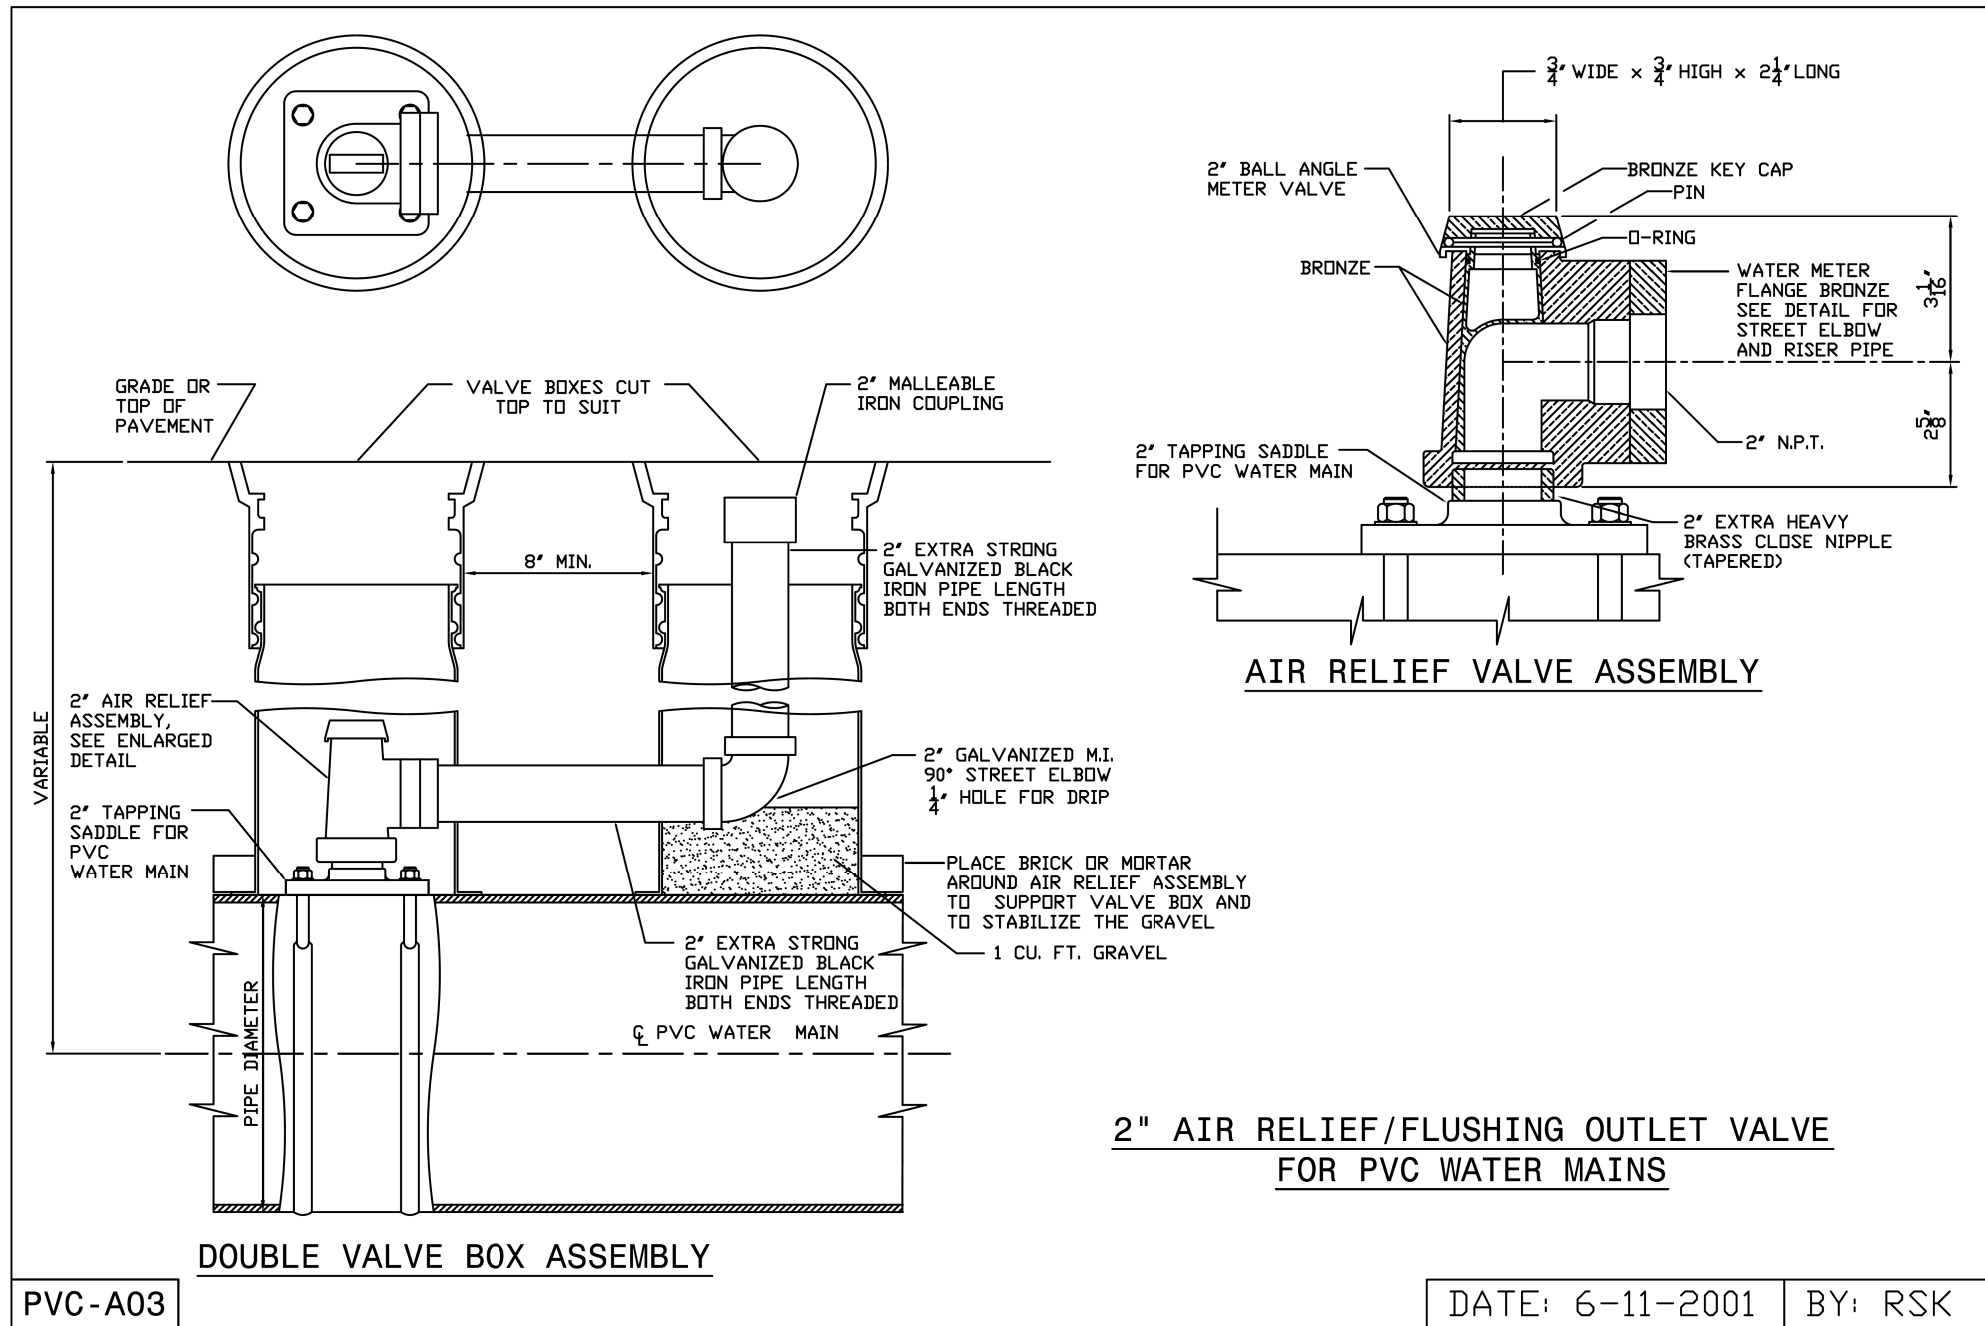 3/4" WIDE x 3/4" HIGH x 2 1/4" LONG
2" BALL ANGLE
METER VALVE
BRONZE KEY CAP
PIN
O-RING
BRONZE
WATER METER
FLANGE BRONZE
SEE DETAIL FOR
STREET ELBOW
AND RISER PIPE
3 1/16"
2 5/8"
2" N.P.T.
2" TAPPING SADDLE
FOR PVC WATER MAIN
2" EXTRA HEAVY
BRASS CLOSE NIPPLE
(TAPERED)
AIR RELIEF VALVE ASSEMBLY
GRADE OR
TOP OF
PAVEMENT
VALVE BOXES CUT
TOP TO SUIT
2" MALLEABLE
IRON COUPLING
8" MIN.
2" EXTRA STRONG
GALVANIZED BLACK
IRON PIPE LENGTH
BOTH ENDS THREADED
VARIABLE
2" AIR RELIEF
ASSEMBLY,
SEE ENLARGED
DETAIL
2" TAPPING
SADDLE FOR
PVC
WATER MAIN
2" GALVANIZED M.I.
90° STREET ELBOW
1/4" HOLE FOR DRIP
PLACE BRICK OR MORTAR
AROUND AIR RELIEF ASSEMBLY
TO SUPPORT VALVE BOX AND
TO STABILIZE THE GRAVEL
1 CU. FT. GRAVEL
2" EXTRA STRONG
GALVANIZED BLACK
IRON PIPE LENGTH
BOTH ENDS THREADED
℄ PVC WATER MAIN
PIPE DIAMETER
DOUBLE VALVE BOX ASSEMBLY
2" AIR RELIEF/FLUSHING OUTLET VALVE
FOR PVC WATER MAINS
PVC-A03
DATE: 6-11-2001
BY: RSK